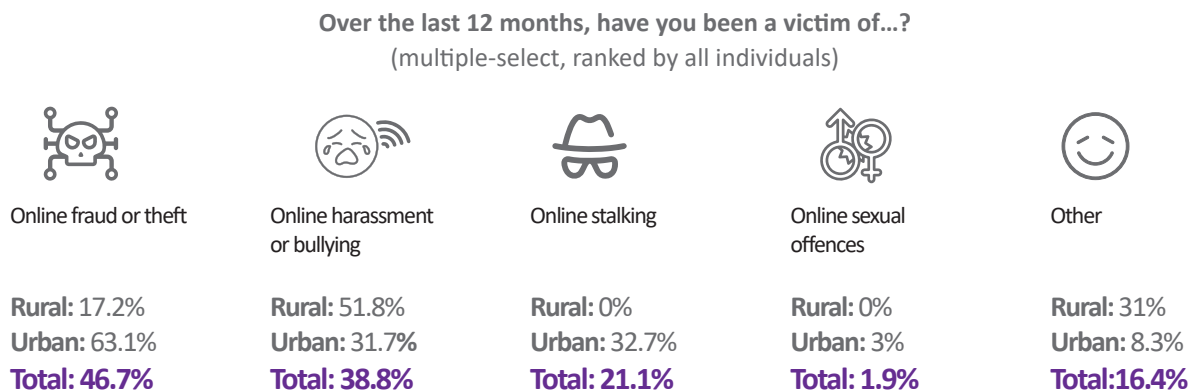 Over the last 12 months, have you been a victim of...?
(multiple-select, ranked by all individuals)
Online fraud or theft
Rural: 17.2%
Urban: 63.1%
Total: 46.7%
Online harassment
or bullying
Rural: 51.8%
Urban: 31.7%
Total: 38.8%
Online stalking
Rural: 0%
Urban: 32.7%
Total: 21.1%
Online sexual
offences
Rural: 0%
Urban: 3%
Total: 1.9%
Other
Rural: 31%
Urban: 8.3%
Total:16.4%